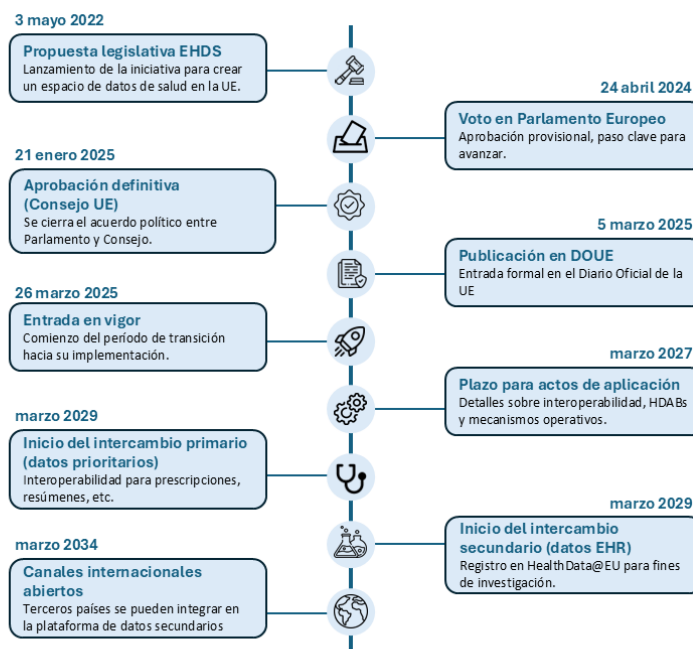 3 mayo 2022
Propuesta legislativa EHDS
Lanzamiento de la iniciativa para crear
un espacio de datos de salud en la UE.
24 abril 2024
Voto en Parlamento Europeo
Aprobación provisional, paso clave para
avanzar.
21 enero 2025
Aprobación definitiva
(Consejo UE)
Se cierra el acuerdo político entre
Parlamento y Consejo.
5 marzo 2025
Publicación en DOUE
Entrada formal en el Diario Oficial de la
UE
26 marzo 2025
Entrada en vigor
Comienzo del período de transición
hacia su implementación.
marzo 2027
Plazo para actos de aplicación
Detalles sobre interoperabilidad, HDABs
y mecanismos operativos.
marzo 2029
Inicio del intercambio primario
(datos prioritarios)
Interoperabilidad para prescripciones,
resúmenes, etc.
marzo 2029
Inicio del intercambio
secundario (datos EHR)
Registro en HealthData@EU para fines
de investigación.
marzo 2034
Canales internacionales
abiertos
Terceros países se pueden integrar en
la plataforma de datos secundarios